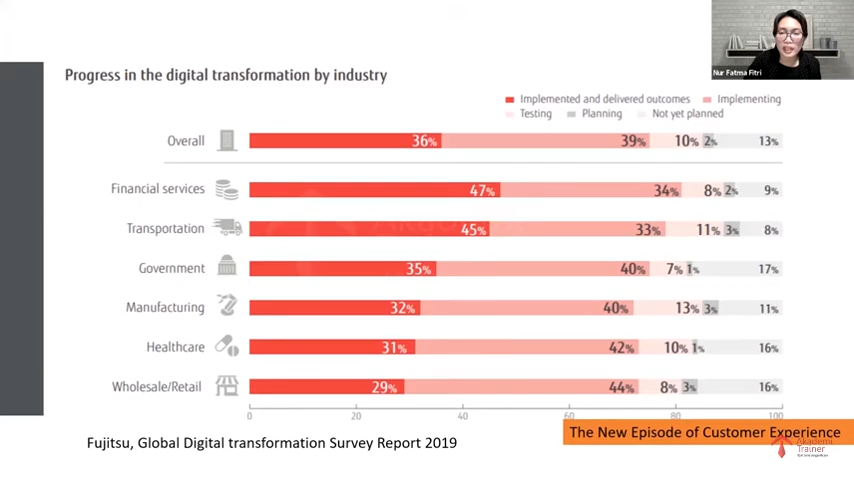 Nur Fatma Fitri
Progress in the digital transformation by industry
Implemented and delivered outcomes Implementing
Testing Planning Not yet planned
Overall 36% 39% 10% 2% 13%
Financial services 47% 34% 8% 2% 9%
Transportation 45% 33% 11% 3% 8%
Government 35% 40% 7% 1% 17%
Manufacturing 32% 40% 13% 3% 11%
Healthcare 31% 42% 10% 1% 16%
Wholesale/Retail 29% 44% 8% 3% 16%
0 20 40 60 80 100
The New Episode of Customer Experience
Fujitsu, Global Digital transformation Survey Report 2019
Akademi
Trainer